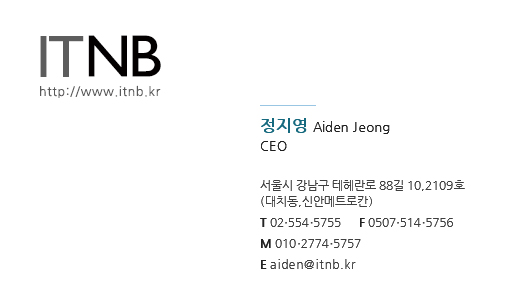 ITNB
http://www.itnb.kr
정지영 Aiden Jeong
CEO
서울시 강남구 테헤란로 88길 10,2109호
(대치동,신안메트로칸)
T 02-554-5755 F 0507-514-5756
M 010-2774-5757
E aiden@itnb.kr